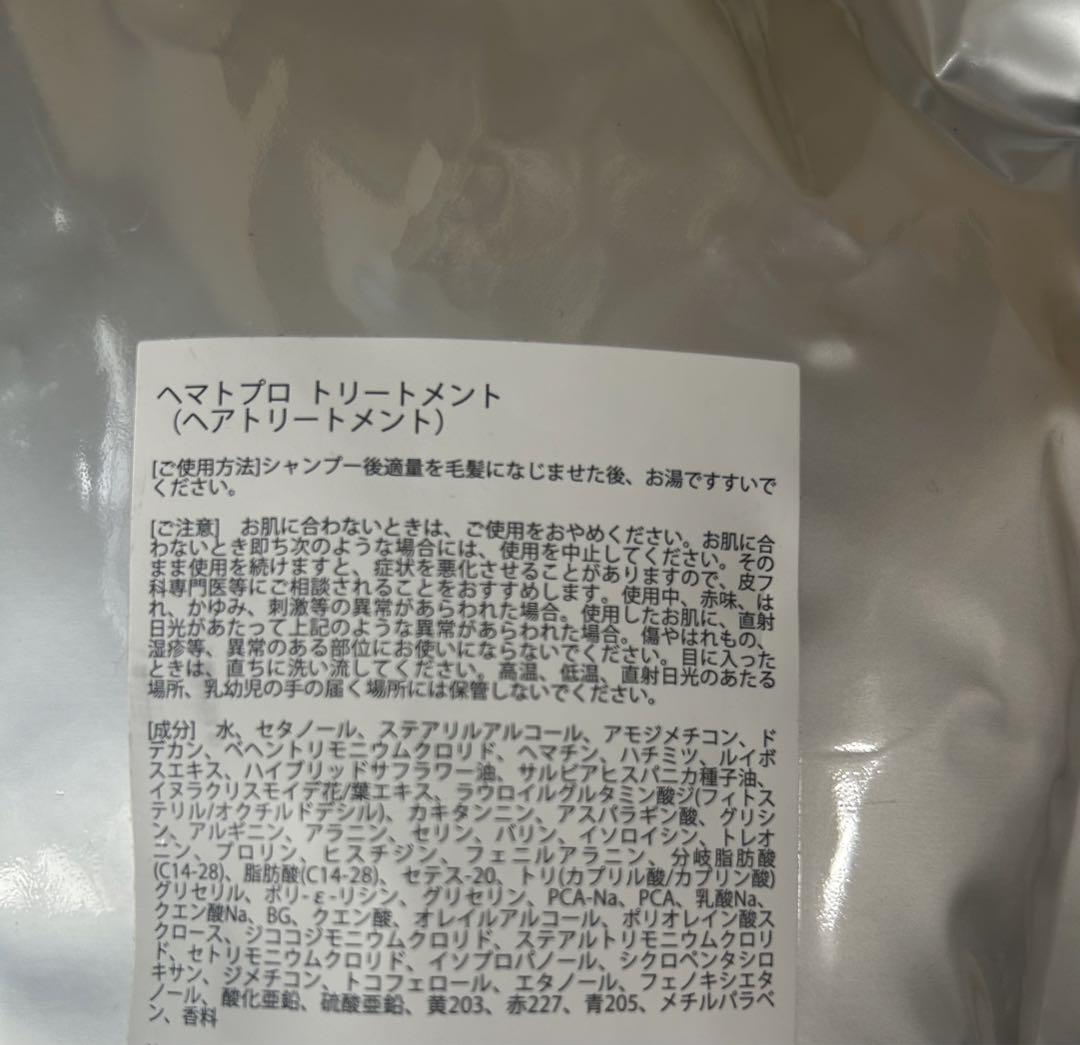 ヘマトプロ トリートメント
（ヘアトリートメント）
[ご使用方法]シャンプー後適量を毛髪になじませた後、お湯ですすいで
ください。
[ご注意] お肌に合わないときは、ご使用をおやめください。お肌に合
わないとき即ち次のような場合には、使用を中止してください。その
まま使用を続けますと、症状を悪化させることがありますので、皮フ
科専門医等にご相談されることをおすすめします。使用中、赤味、は
れ、かゆみ、刺激等の異常があらわれた場合。使用したお肌に、直射
日光があたって上記のような異常があらわれた場合。傷やはれもの、
湿疹等、異常のある部位にお使いにならないでください。目に入った
ときは、直ちに洗い流してください。高温、低温、直射日光のあたる
場所、乳幼児の手の届く場所には保管しないでください。
[成分] 水、セタノール、ステアリルアルコール、アモジメチコン、ド
デカン、ベヘントリモニウムクロリド、ヘマチン、ハチミツ、ルイボ
スエキス、ハイブリッドサフラワー油、サルビアヒスパニカ種子油、
イヌラクリスモイデ花/葉エキス、ラウロイルグルタミン酸ジ(フィトス
テリル/オクチルドデシル)、カキタンニン、アスパラギン酸、グリシ
ン、アルギニン、アラニン、セリン、バリン、イソロイシン、トレオ
ニン、プロリン、ヒスチジン、フェニルアラニン、分岐脂肪酸
(C14-28)、脂肪酸(C14-28)、セテス-20、トリ(カプリル酸/カプリン酸)
グリセリル、ポリ-ε-リシン、グリセリン、PCA-Na、PCA、乳酸Na、
クエン酸Na、BG、クエン酸、オレイルアルコール、ポリオレイン酸ス
クロース、ジココジモニウムクロリド、ステアルトリモニウムクロリ
ド、セトリモニウムクロリド、イソプロパノール、シクロペンタシロ
キサン、ジメチコン、トコフェロール、エタノール、フェノキシエタ
ノール、酸化亜鉛、硫酸亜鉛、黄203、赤227、青205、メチルパラベ
ン、香料